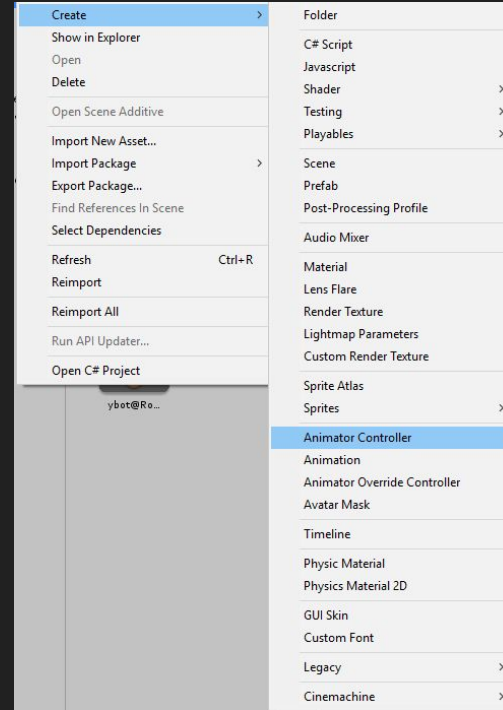 Create
Show in Explorer
Open
Delete
Open Scene Additive
Import New Asset...
Import Package
Export Package...
Find References In Scene
Select Dependencies
Refresh Ctrl+R
Reimport
Reimport All
Run API Updater...
Open C# Project
ybot@Ro...
Folder
C# Script
Javascript
Shader
Testing
Playables
Scene
Prefab
Post-Processing Profile
Audio Mixer
Material
Lens Flare
Render Texture
Lightmap Parameters
Custom Render Texture
Sprite Atlas
Sprites
Animator Controller
Animation
Animator Override Controller
Avatar Mask
Timeline
Physic Material
Physics Material 2D
GUI Skin
Custom Font
Legacy
Cinemachine